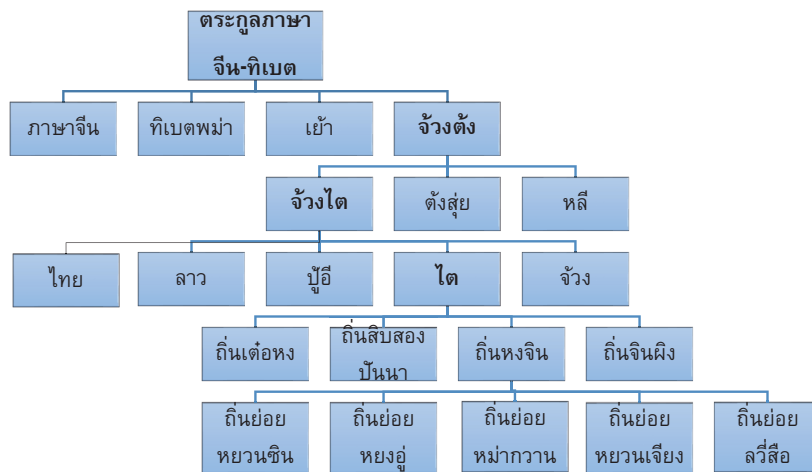 ตระกูลภาษา
จีน-ทิเบต
ภาษาจีน
ทิเบตพม่า
เย้า
จ้วงต้ง
จ้วงไต
ต้งสุ่ย
หลี
ไทย
ลาว
ปู้อี
ไต
จ้วง
ถิ่นเต๋อหง
ถิ่นสิบสอง
ปันนา
ถิ่นหงจิน
ถิ่นจินผิง
ถิ่นย่อย
หยวนซิน
ถิ่นย่อย
หยงอู่
ถิ่นย่อย
หม่ากวาน
ถิ่นย่อย
หยวนเจียง
ถิ่นย่อย
ลวี่สือ